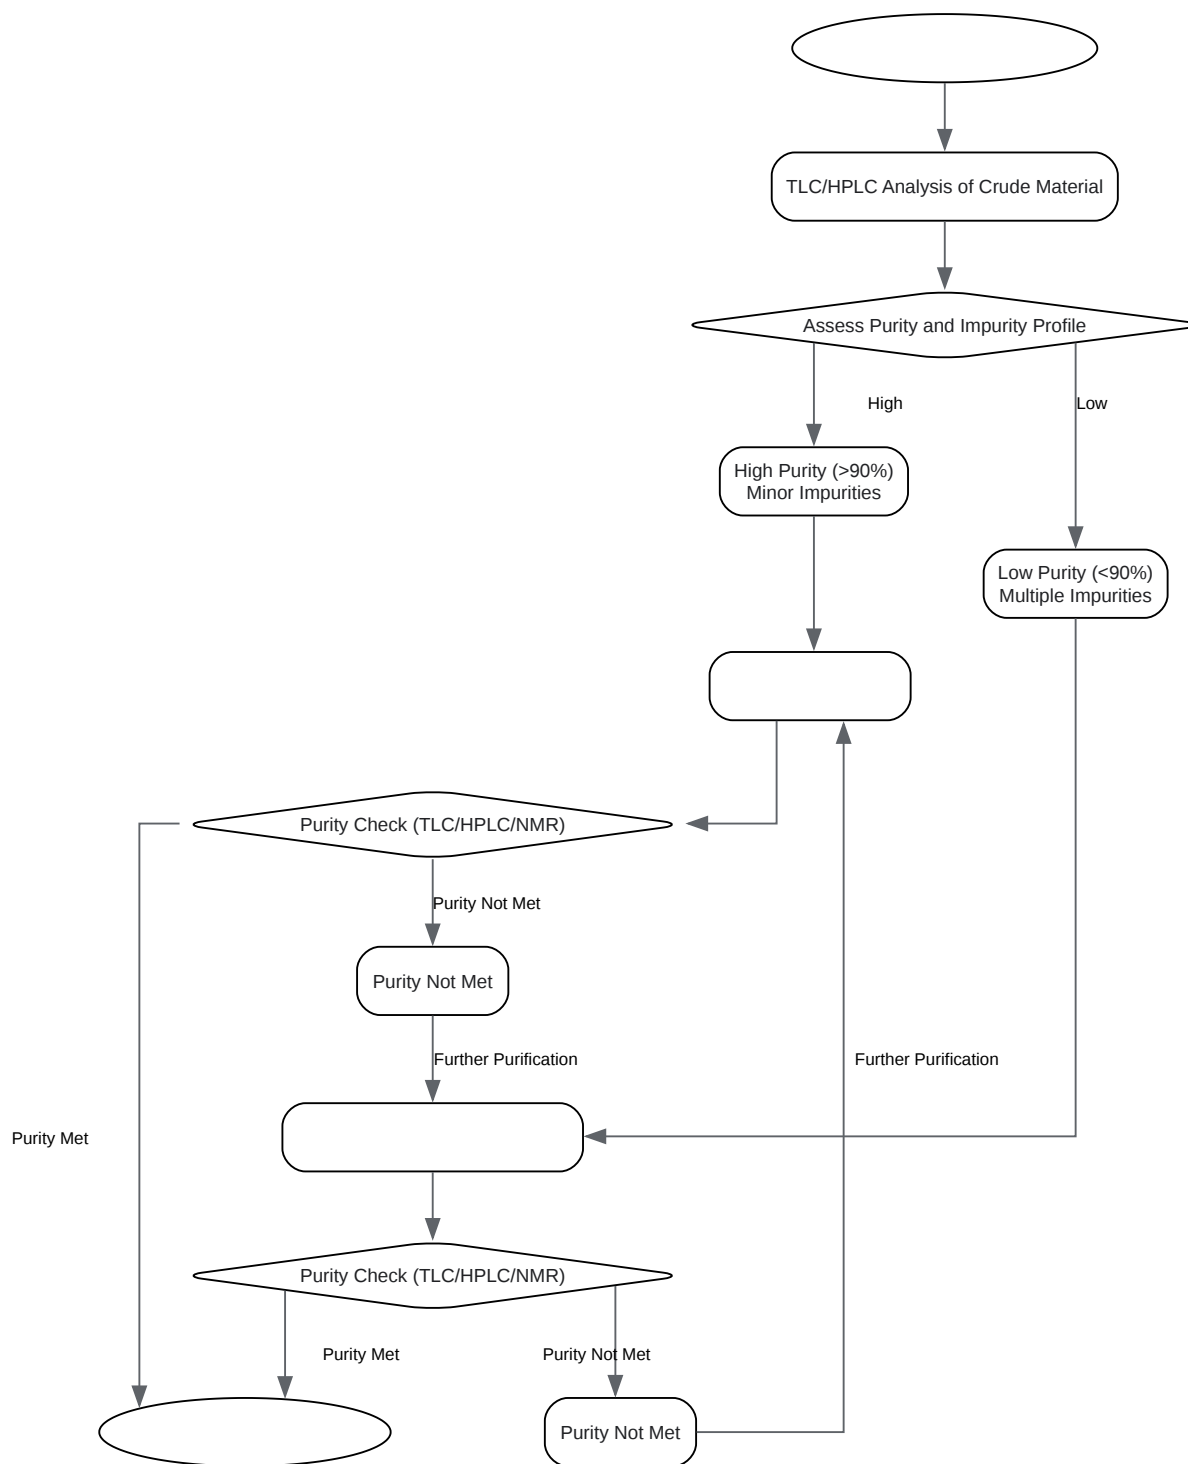 TLC/HPLC Analysis of Crude Material
Assess Purity and Impurity Profile
High
Low
High Purity (>90%)
Minor Impurities
Low Purity (<90%)
Multiple Impurities
Purity Check (TLC/HPLC/NMR)
Purity Not Met
Purity Not Met
Further Purification
Further Purification
Purity Met
Purity Check (TLC/HPLC/NMR)
Purity Met
Purity Not Met
Purity Not Met